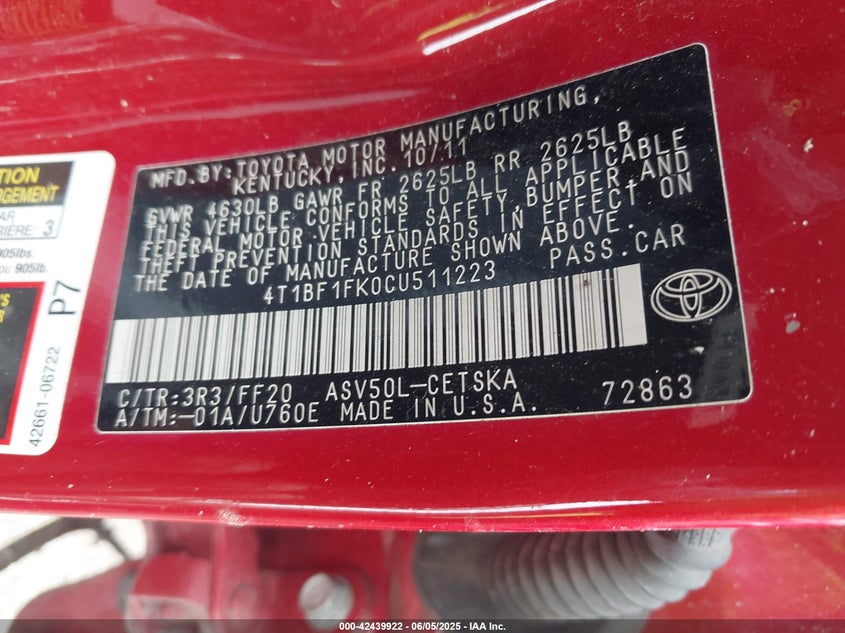 MFD. BY: TOYOTA MOTOR MANUFACTURING,
KENTUCKY, INC. 10/11
GVWR 4630LB GAWR FR 2625LB RR 2625LB
THIS VEHICLE CONFORMS TO ALL APPLICABLE
FEDERAL MOTOR VEHICLE SAFETY, BUMPER, AND
THEFT PREVENTION STANDARDS IN EFFECT ON
THE DATE OF MANUFACTURE SHOWN ABOVE.
4T1BF1FK0CU511223 PASS. CAR
C/TR:3R3/FF20 ASV50L-CETSKA 72863
A/TM:-01A/U760E MADE IN U.S.A.
3
905lbs.
905lb.
P7
42661-06722
000-42439922 - 06/05/2025 - IAA Inc.